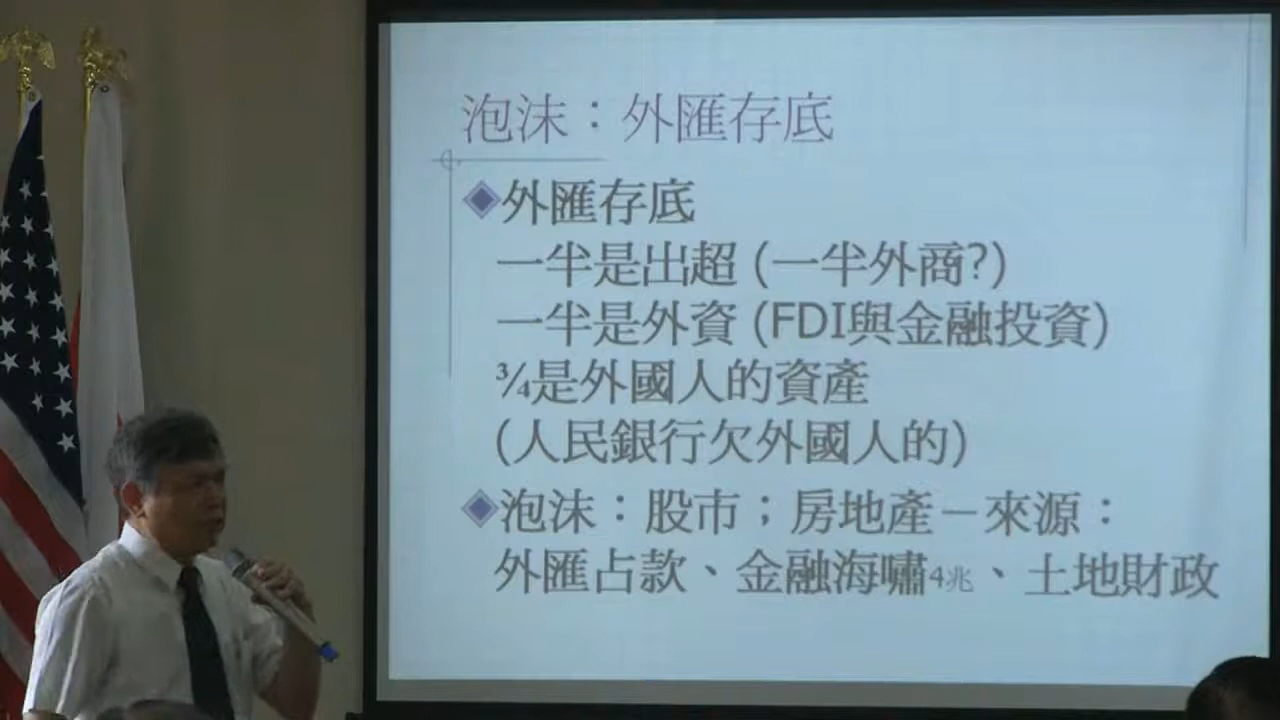 泡沫：外匯存底
外匯存底
一半是出超 (一半外商?)
一半是外資 (FDI與金融投資)
¾是外國人的資產
(人民銀行欠外國人的)
泡沫：股市；房地產－來源：
外匯占款、金融海嘯4兆、土地財政